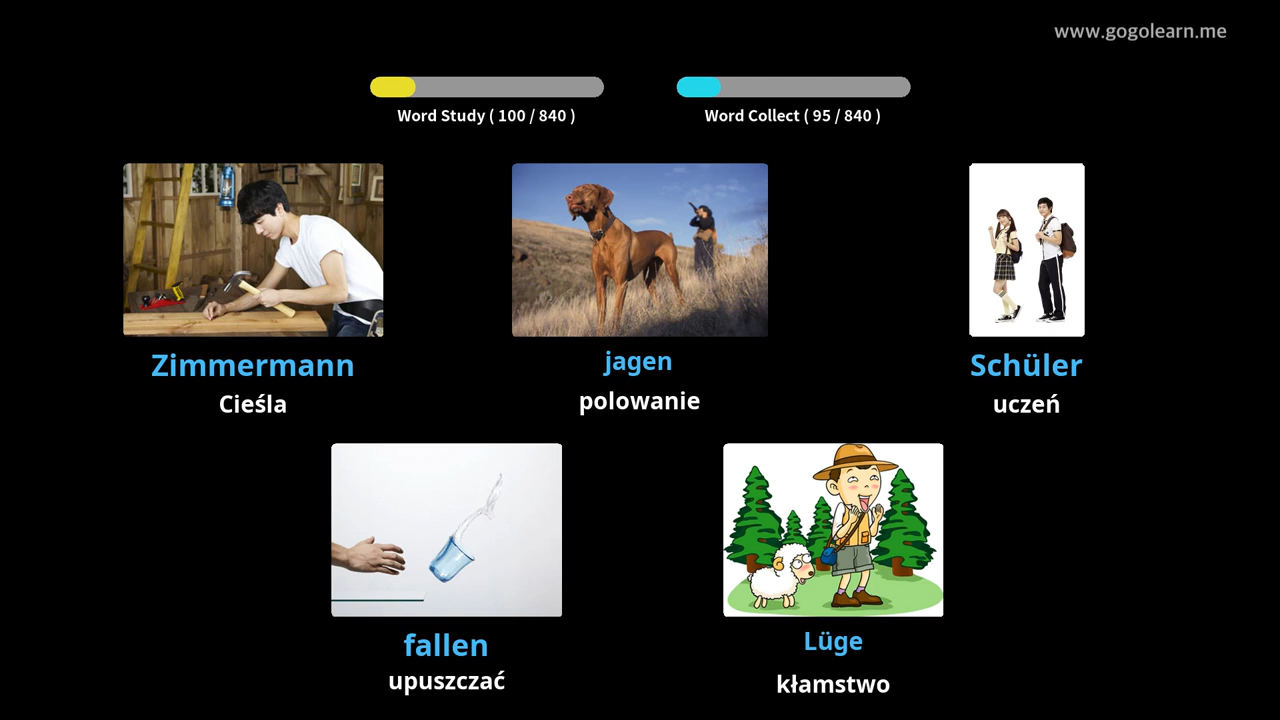 www.gogolearn.me
Word Study ( 100 / 840 )
Word Collect ( 95 / 840 )
Zimmermann
Cieśla
jagen
polowanie
Schüler
uczeń
fallen
upuszczać
Lüge
kłamstwo